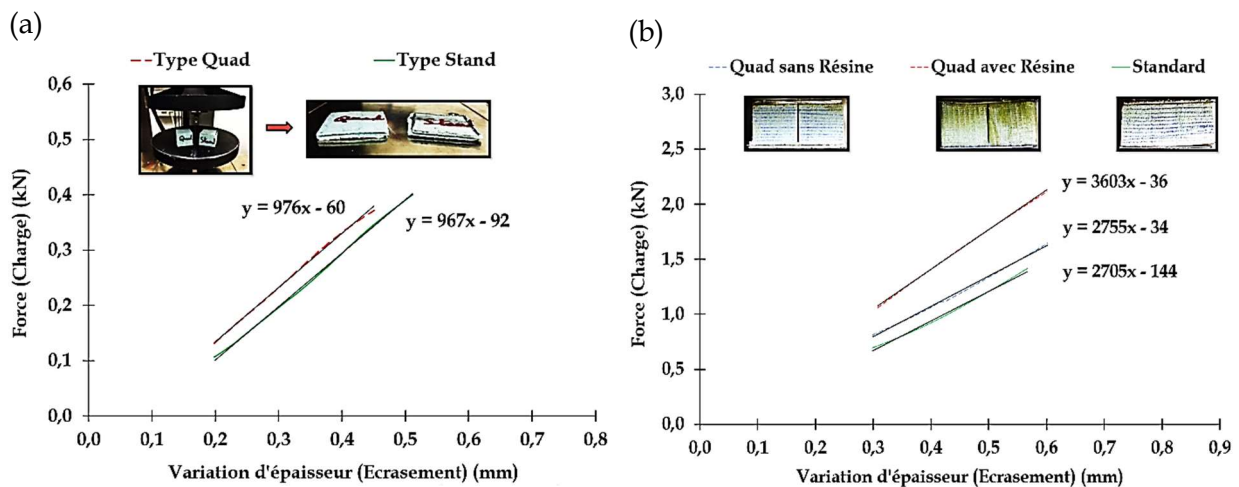 (a)
Type Quad Type Stand
0,6
0,5
0,4
0,3
0,2
0,1
0,0
Force (Charge) (kN)
Quad
y = 976x - 60
y = 967x - 92
0,0 0,1 0,2 0,3 0,4 0,5 0,6 0,7 0,8
Variation d'épaisseur (Ecrasement) (mm)
(b)
Quad sans Résine Quad avec Résine Standard
3,0
2,5
2,0
1,5
1,0
0,5
0,0
Force (Charge) (kN)
y = 3603x - 36
y = 2755x - 34
y = 2705x - 144
0,0 0,1 0,2 0,3 0,4 0,5 0,6 0,7 0,8 0,9
Variation d'épaisseur (Ecrasement) (mm)